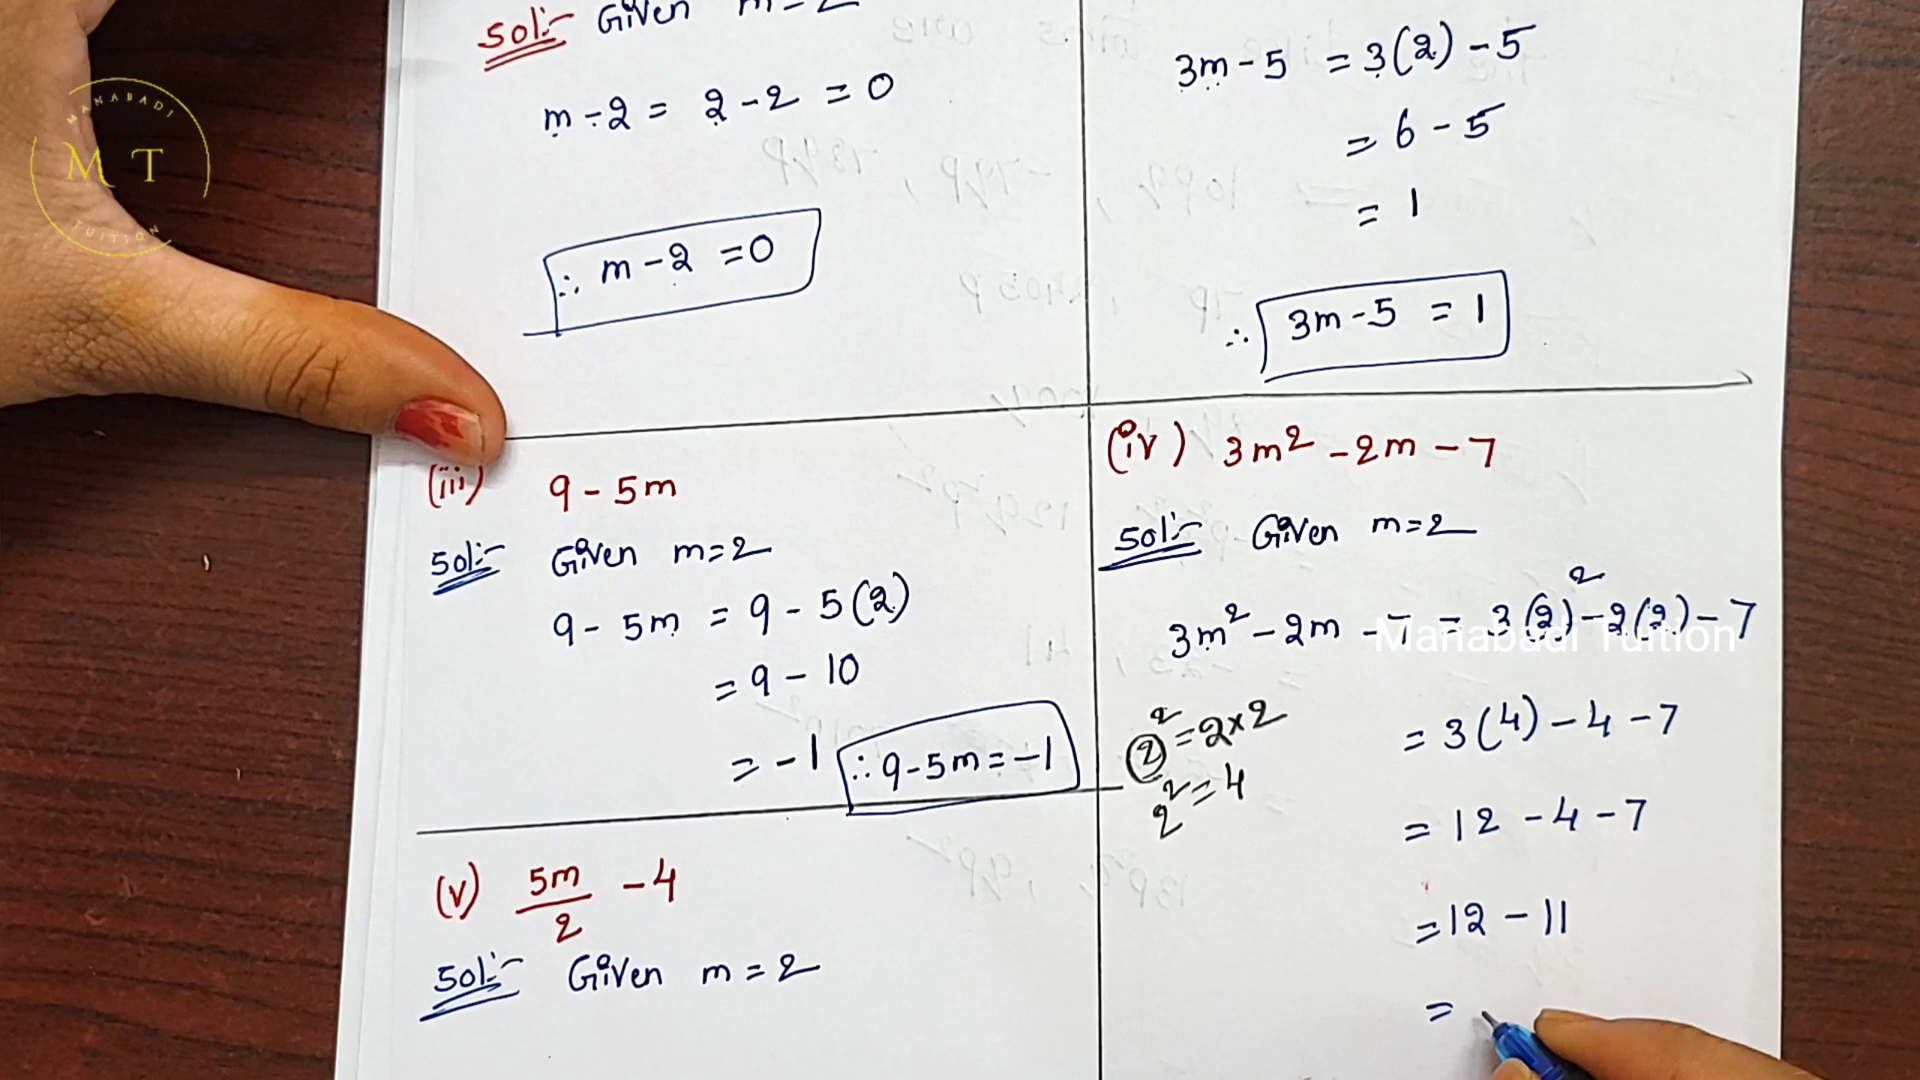 Sol:- Given m=2
m-2 = 2-2 = 0
∴ m-2 =0
3m-5 = 3(2)-5
= 6-5
= 1
∴ 3m-5 = 1
(iii) 9-5m
Sol:- Given m=2
9-5m = 9-5(2)
=9-10
= -1 ∴ 9-5m=-1
(iv) 3m² -2m-7
Sol:- Given m=2
3m²-2m-7 = 3(2)²-2(2)-7
= 3(4)-4-7
= 12-4-7
=12-11
=
2²=2×2
2²=4
(v) 5m/2 -4
Sol:- Given m=2
MANABADI
MT
TUITION
Manabadi Tuition